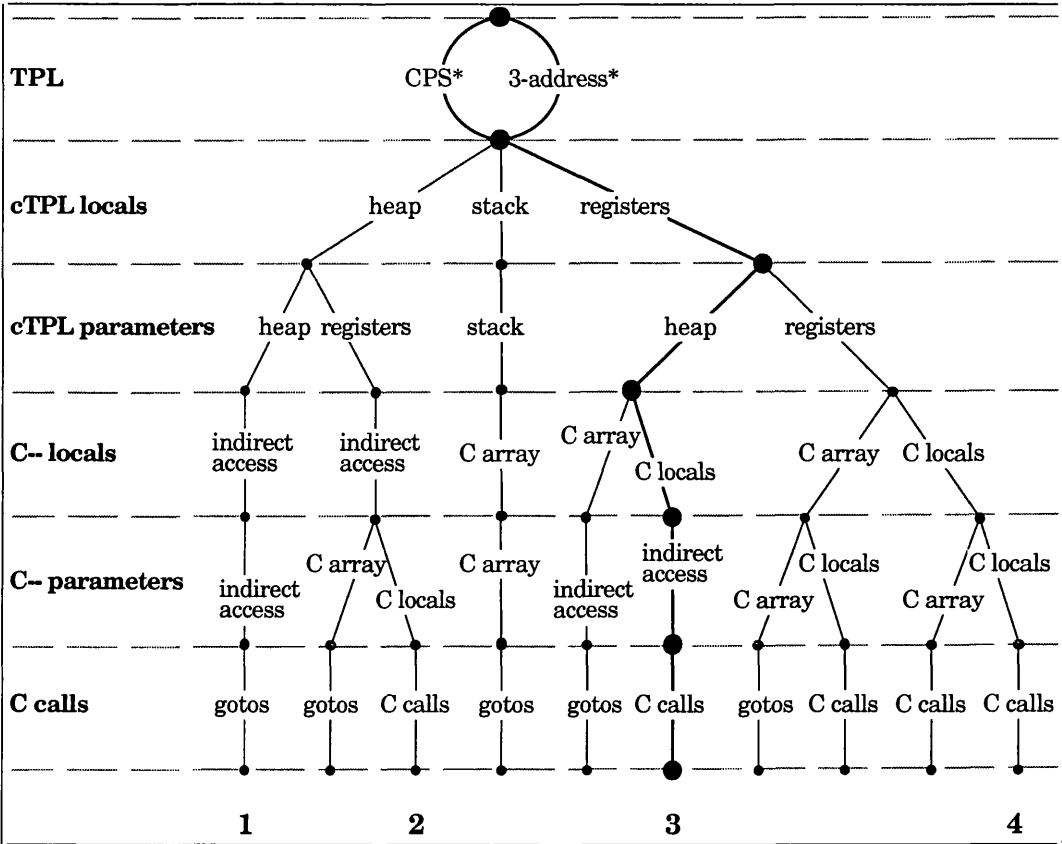 TPL
CPS* 3-address*
cTPL locals
heap stack registers
cTPL parameters
heap registers stack heap registers
C-- locals
indirect access
indirect access
C array
C array
C locals
C array
C locals
C-- parameters
indirect access
C array
C locals
C array
indirect access
indirect access
C array
C locals
C array
C locals
C calls
gotos gotos C calls gotos gotos C calls gotos C calls C calls C calls
1 2 3 4